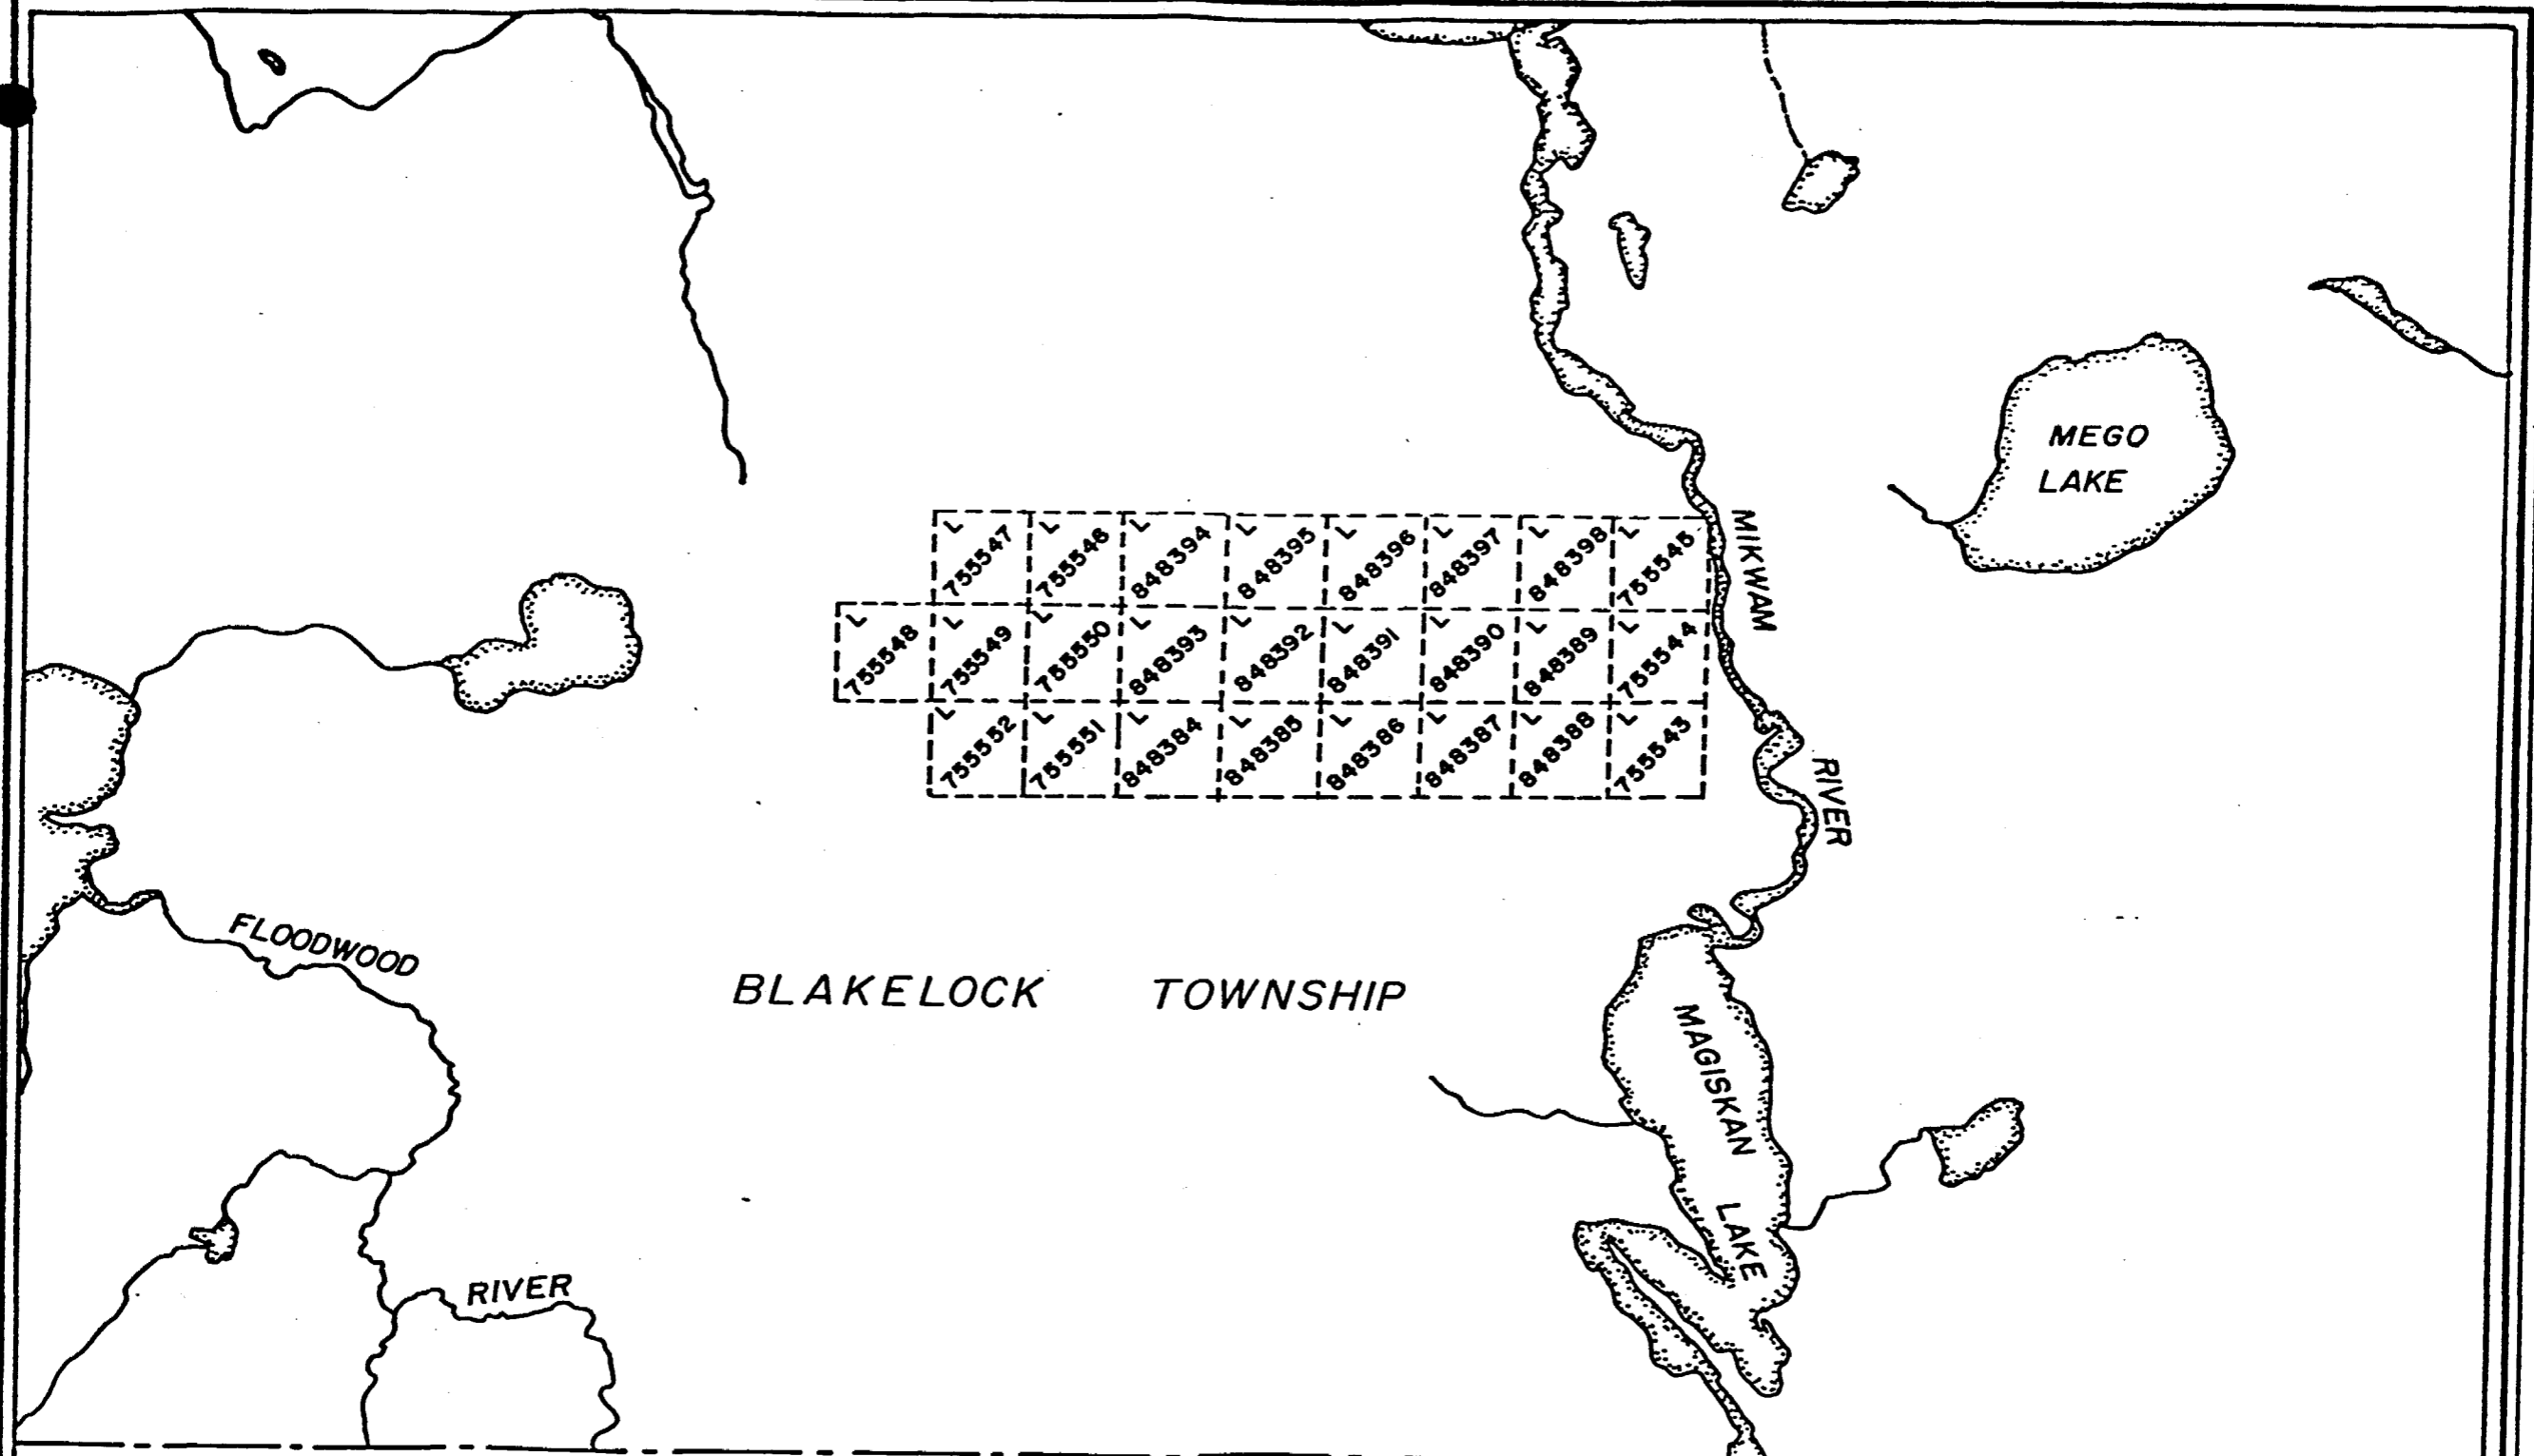 MEGO
LAKE
MIKWAM
RIVER
L 755547 L 755546 L 848394 L 848395 L 848396 L 848397 L 848398 L 755545
L 755548 L 755549 L 755550 L 848393 L 848392 L 848391 L 848390 L 848389 L 755544
L 755552 L 755551 L 848384 L 848385 L 848386 L 848387 L 848388 L 755543
FLOODWOOD
BLAKELOCK TOWNSHIP
MAGISKAN
LAKE
RIVER